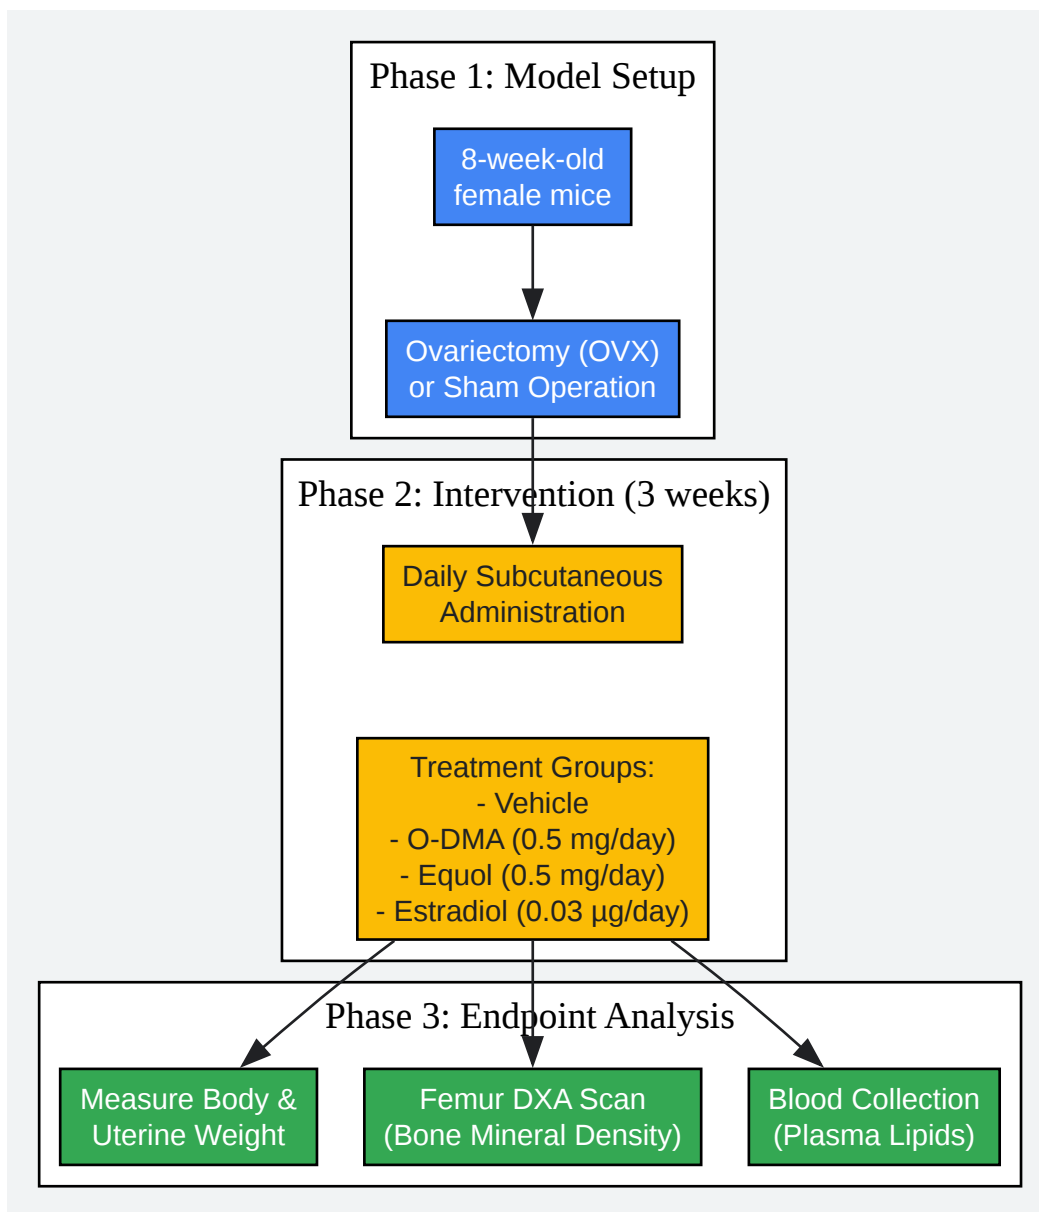 Phase 1: Model Setup
8-week-old
female mice
Ovariectomy (OVX)
or Sham Operation
Phase 2: Intervention (3 weeks)
Daily Subcutaneous
Administration
Treatment Groups:
- Vehicle
- O-DMA (0.5 mg/day)
- Equol (0.5 mg/day)
- Estradiol (0.03 µg/day)
Phase 3: Endpoint Analysis
Measure Body &
Uterine Weight
Femur DXA Scan
(Bone Mineral Density)
Blood Collection
(Plasma Lipids)